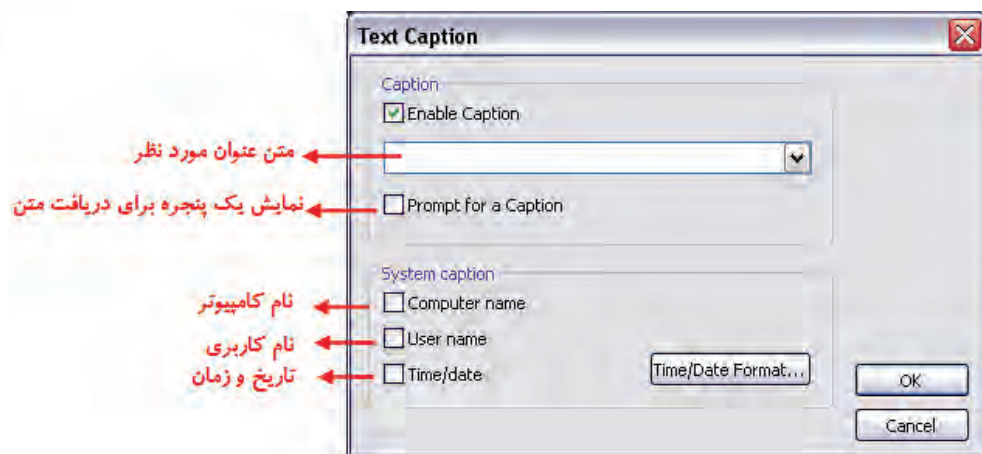 Text Caption
Caption
Enable Caption
متن عنوان مورد نظر
نمایش یک پنجره برای دریافت متن
Prompt for a Caption
System caption
نام کامپیوتر
Computer name
نام کاربری
User name
تاریخ و زمان
Time/date
Time/Date Format...
OK
Cancel